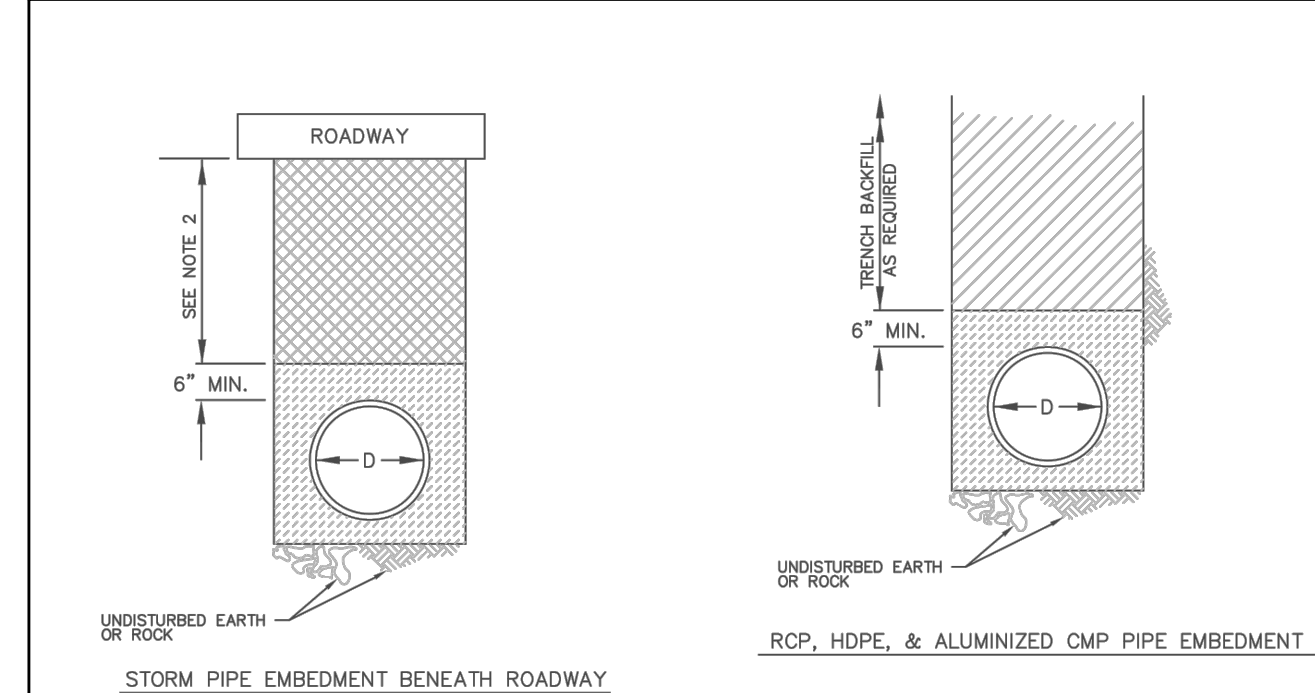 ROADWAY
SEE NOTE 2
6" MIN.
D
UNDISTURBED EARTH
OR ROCK
STORM PIPE EMBEDMENT BENEATH ROADWAY
TRENCH BACKFILL
AS REQUIRED
6" MIN.
D
UNDISTURBED EARTH
OR ROCK
RCP, HDPE, & ALUMINIZED CMP PIPE EMBEDMENT